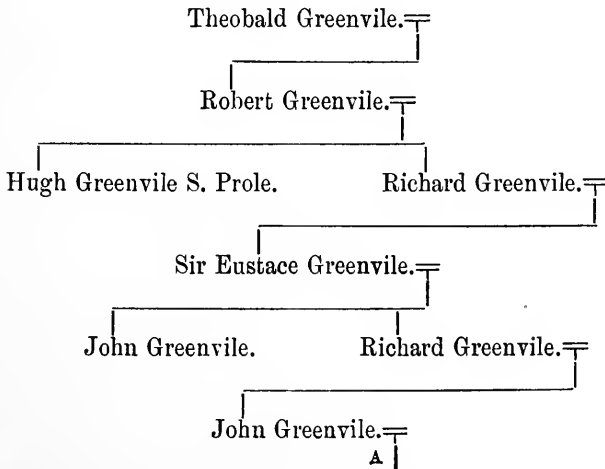 Theobald Greenvile.
Robert Greenvile.
Hugh Greenvile S. Prole. Richard Greenvile.
Sir Eustace Greenvile.
John Greenvile. Richard Greenvile.
John Greenvile.
A